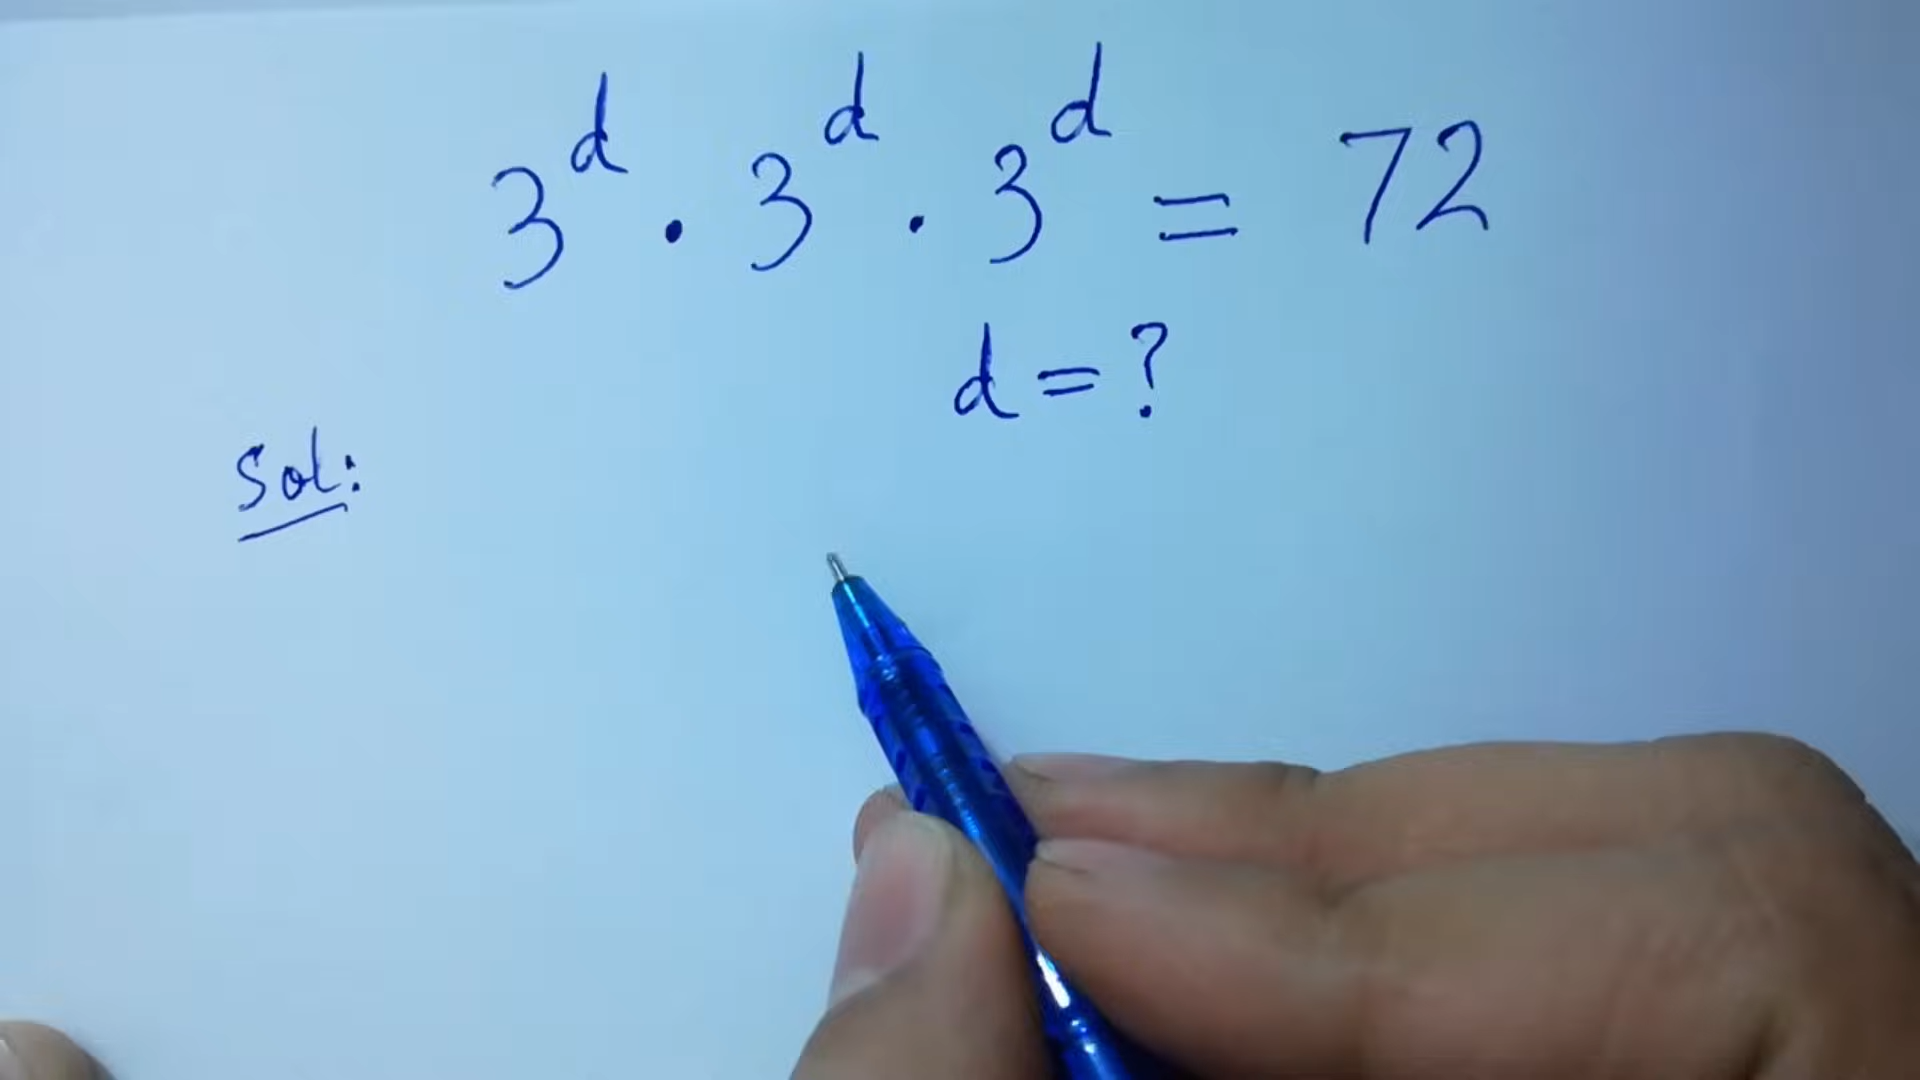 3^d · 3^d · 3^d = 72
d = ?
Sol: